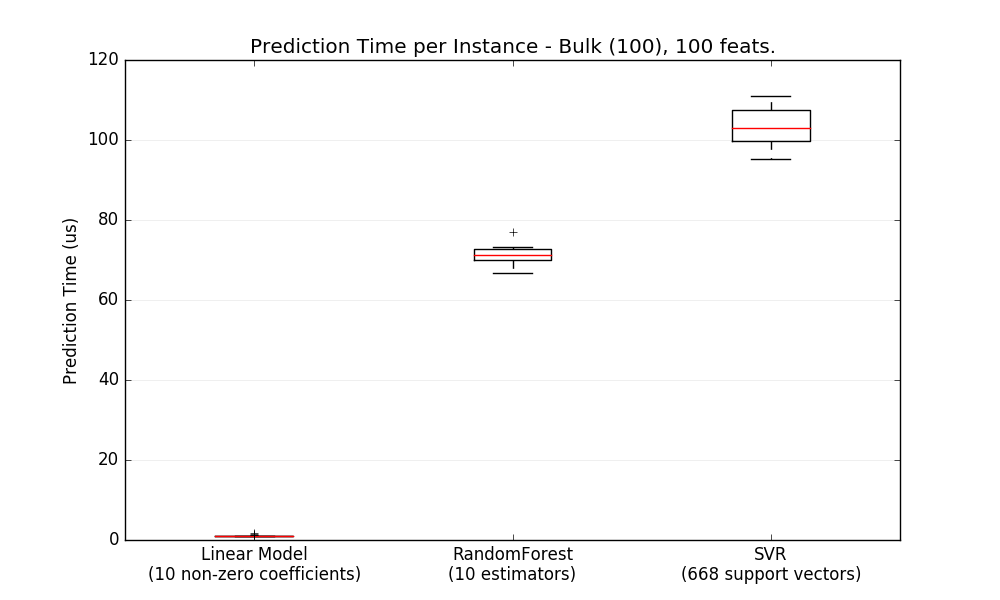 Prediction Time per Instance - Bulk (100), 100 feats.
120
100
80
60
40
20
0
Prediction Time (us)
Linear Model
(10 non-zero coefficients)
RandomForest
(10 estimators)
SVR
(668 support vectors)